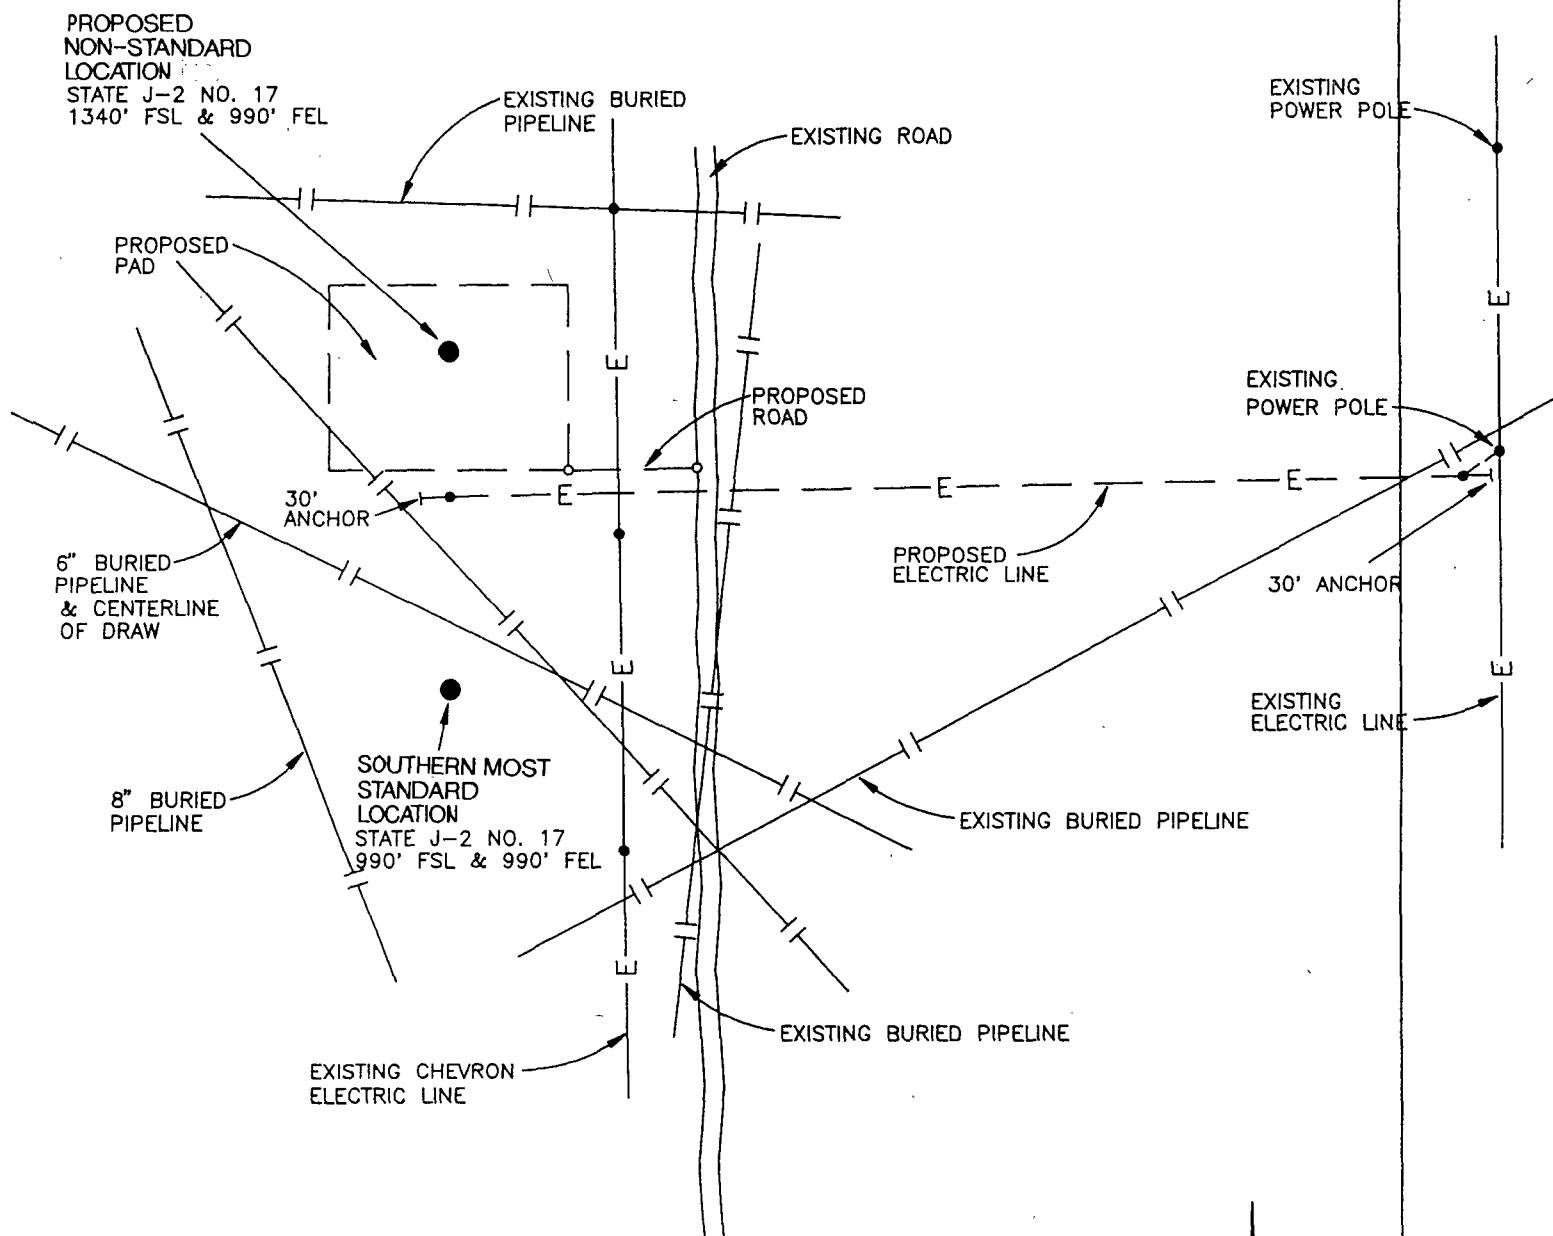 PROPOSED
NON-STANDARD
LOCATION
STATE J-2 NO. 17
1340' FSL & 990' FEL
EXISTING BURIED
PIPELINE
EXISTING ROAD
EXISTING
POWER POLE
PROPOSED
PAD
E
E
PROPOSED
ROAD
EXISTING
POWER POLE
30'
ANCHOR
E
E
E
6" BURIED
PIPELINE
& CENTERLINE
OF DRAW
PROPOSED
ELECTRIC LINE
30' ANCHOR
E
E
EXISTING
ELECTRIC LINE
SOUTHERN MOST
STANDARD
LOCATION
STATE J-2 NO. 17
990' FSL & 990' FEL
8" BURIED
PIPELINE
EXISTING BURIED PIPELINE
E
EXISTING BURIED PIPELINE
EXISTING CHEVRON
ELECTRIC LINE